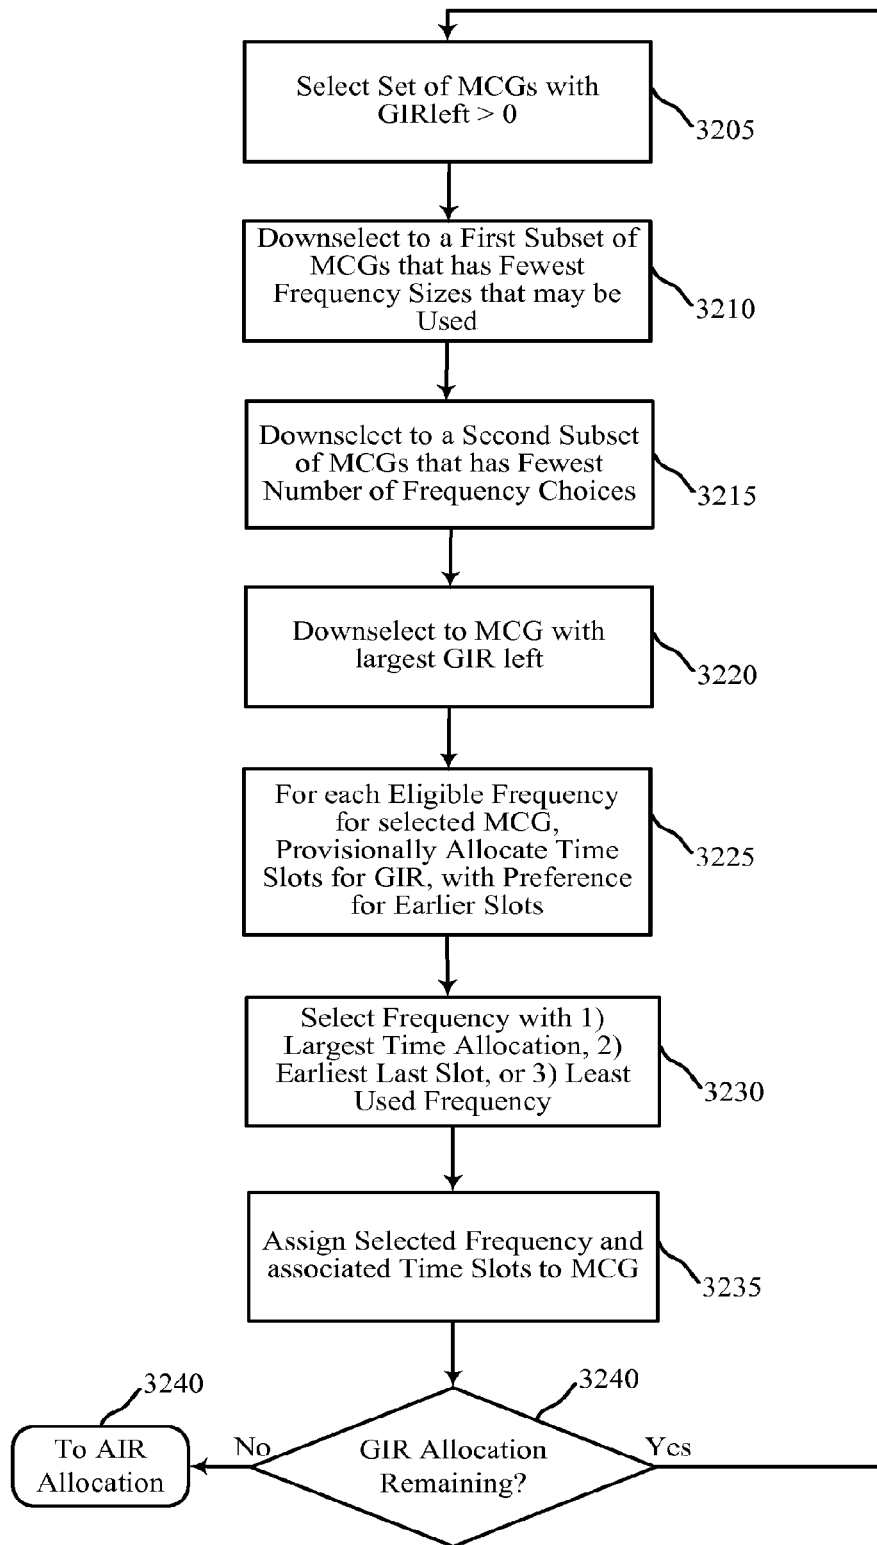 Select Set of MCGs with
GIRleft > 0
3205
Downselect to a First Subset of
MCGs that has Fewest
Frequency Sizes that may be
Used
3210
Downselect to a Second Subset
of MCGs that has Fewest
Number of Frequency Choices
3215
Downselect to MCG with
largest GIR left
3220
For each Eligible Frequency
for selected MCG,
Provisionally Allocate Time
Slots for GIR, with Preference
for Earlier Slots
3225
Select Frequency with 1)
Largest Time Allocation, 2)
Earliest Last Slot, or 3) Least
Used Frequency
3230
Assign Selected Frequency and
associated Time Slots to MCG
3235
3240
GIR Allocation
Remaining?
Yes
No
3240
To AIR
Allocation